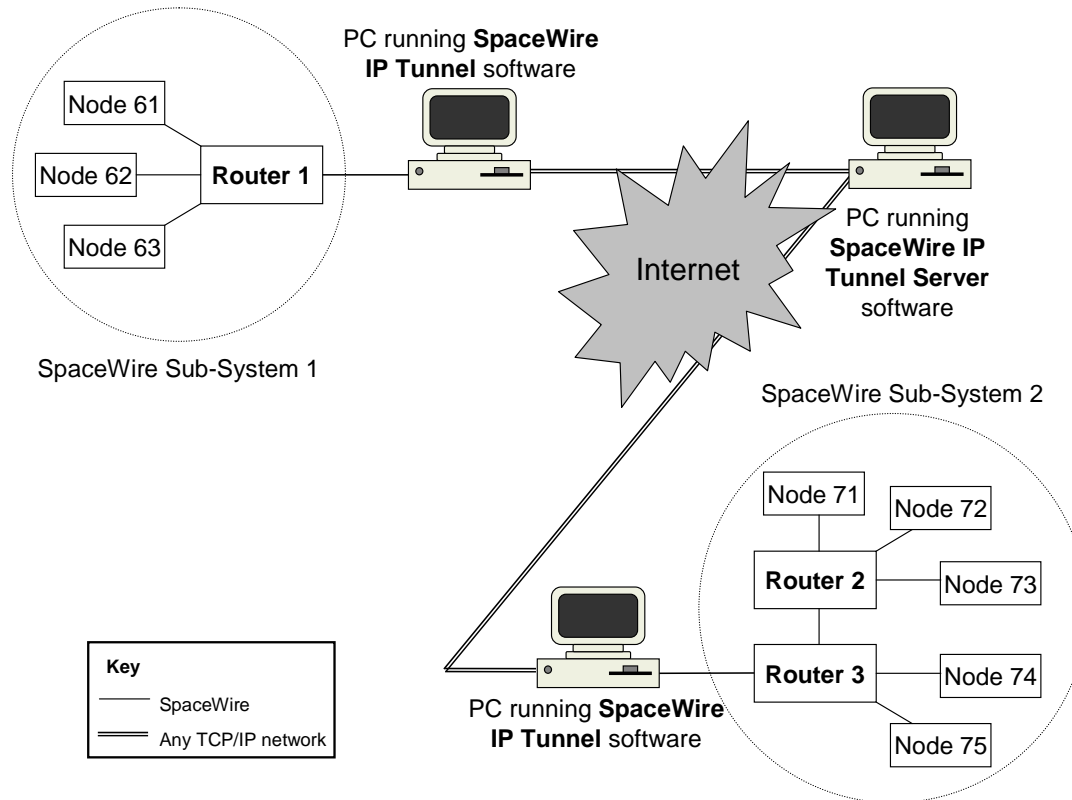 PC running SpaceWire
IP Tunnel software
Node 61
Node 62
Router 1
Node 63
SpaceWire Sub-System 1
Internet
PC running
SpaceWire IP
Tunnel Server
software
SpaceWire Sub-System 2
Node 71
Node 72
Router 2
Node 73
Router 3
Node 74
Node 75
PC running SpaceWire
IP Tunnel software
Key
SpaceWire
Any TCP/IP network